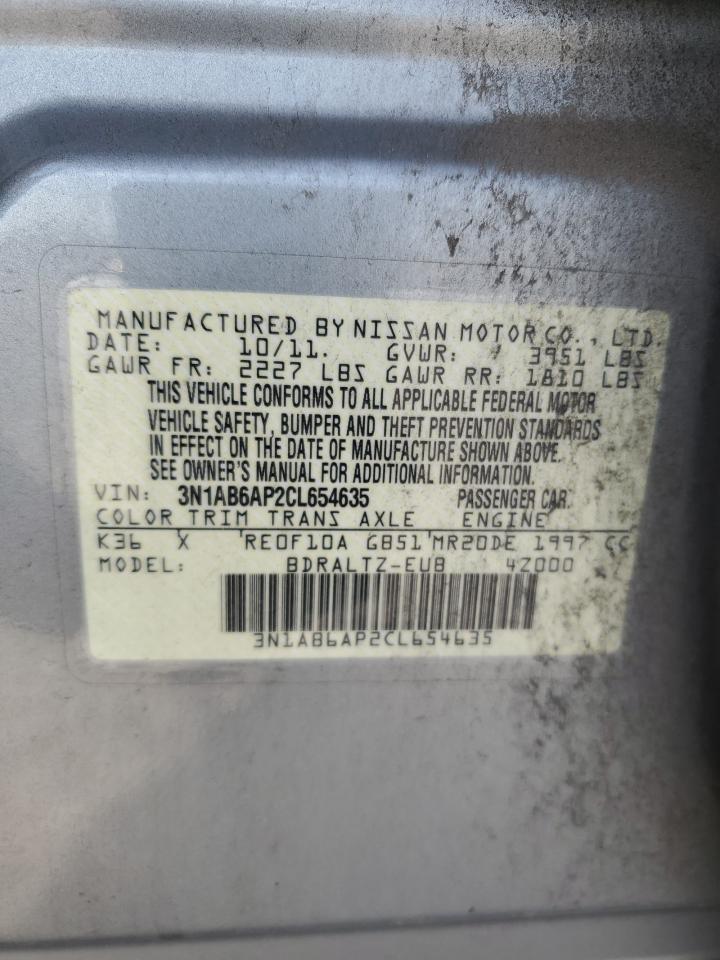 MANUFACTURED BY NISSAN MOTOR CO., LTD.
DATE: 10/11. GVWR: 3951 LBS
GAWR FR: 2227 LBS GAWR RR: 1810 LBS
THIS VEHICLE CONFORMS TO ALL APPLICABLE FEDERAL MOTOR
VEHICLE SAFETY, BUMPER AND THEFT PREVENTION STANDARDS
IN EFFECT ON THE DATE OF MANUFACTURE SHOWN ABOVE.
SEE OWNER'S MANUAL FOR ADDITIONAL INFORMATION.
VIN: 3N1AB6AP2CL654635 PASSENGER CAR
COLOR TRIM TRANS AXLE ENGINE
K36 X RE0F10A GB51 MR20DE 1997 CC
MODEL: BDRALTZ-EUB 4Z000
3N1AB6AP2CL654635